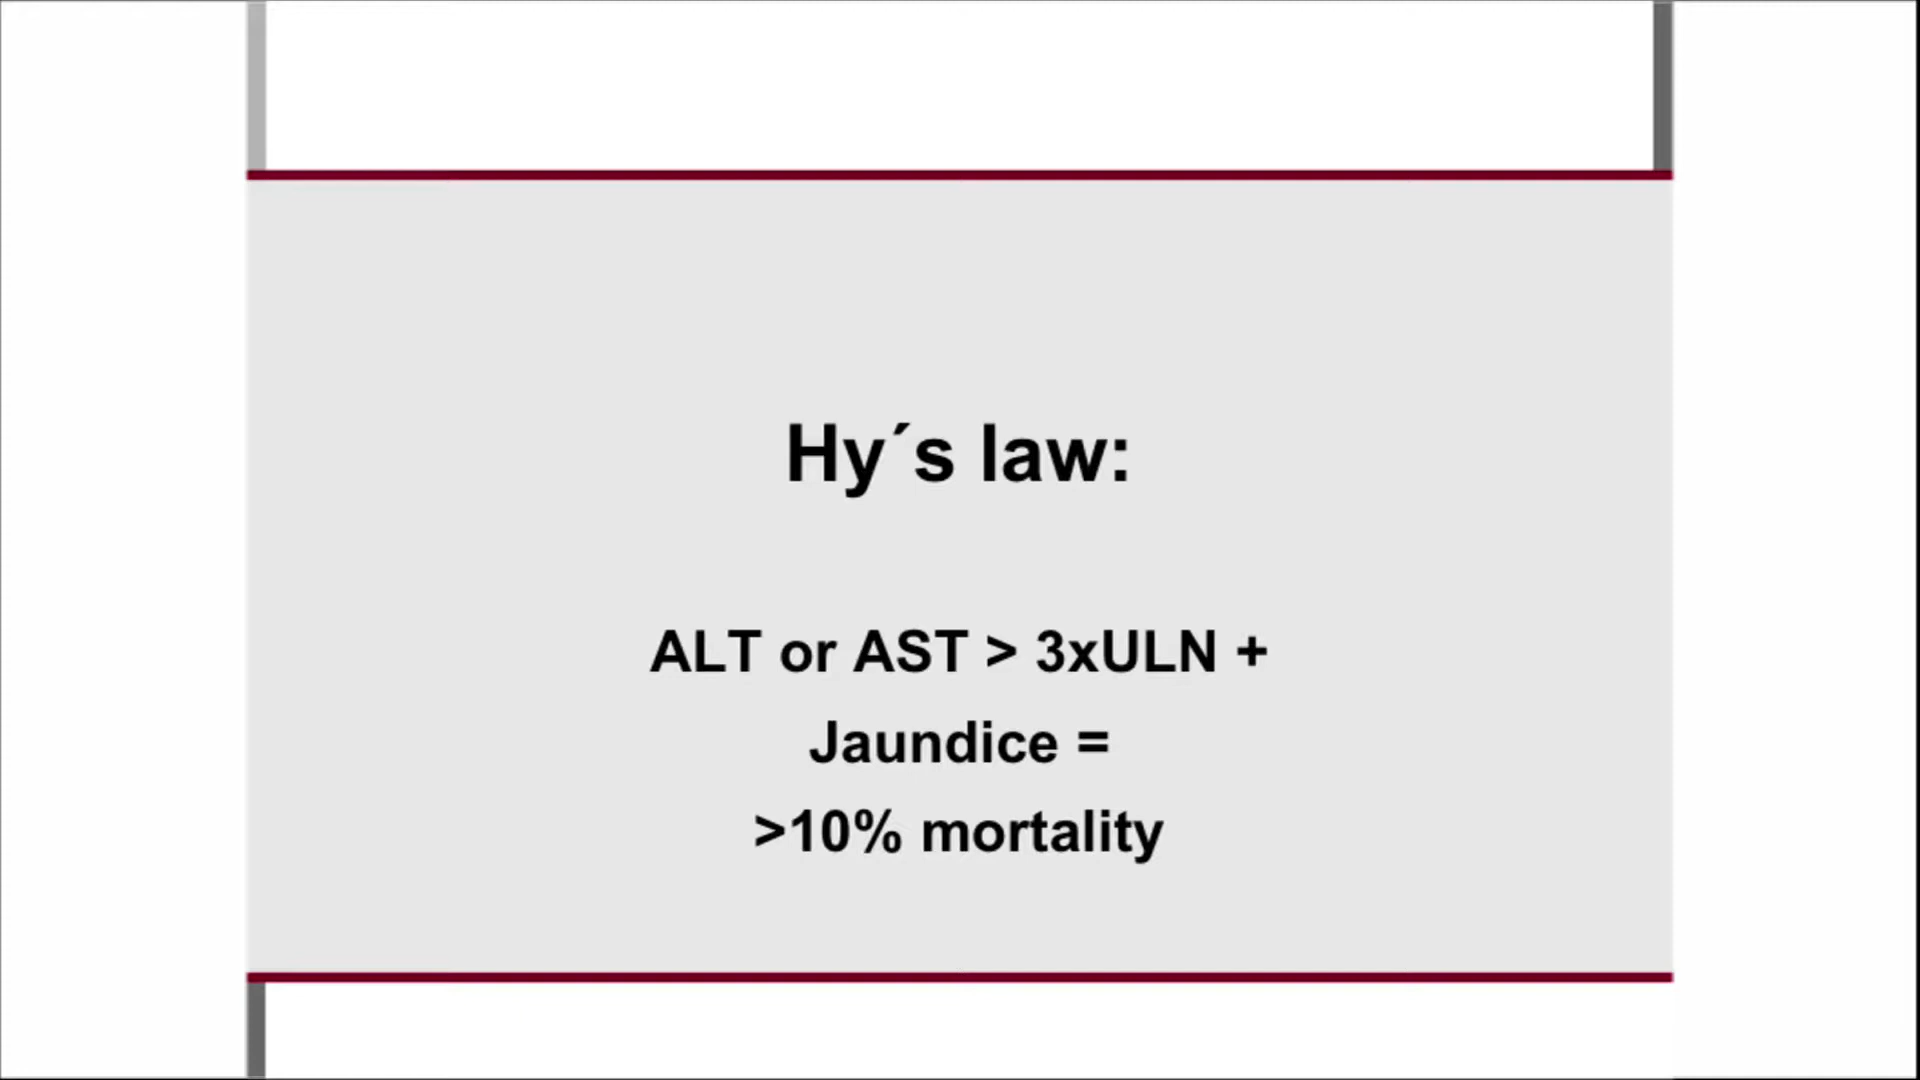 Hy´s law:
ALT or AST > 3xULN +
Jaundice =
>10% mortality